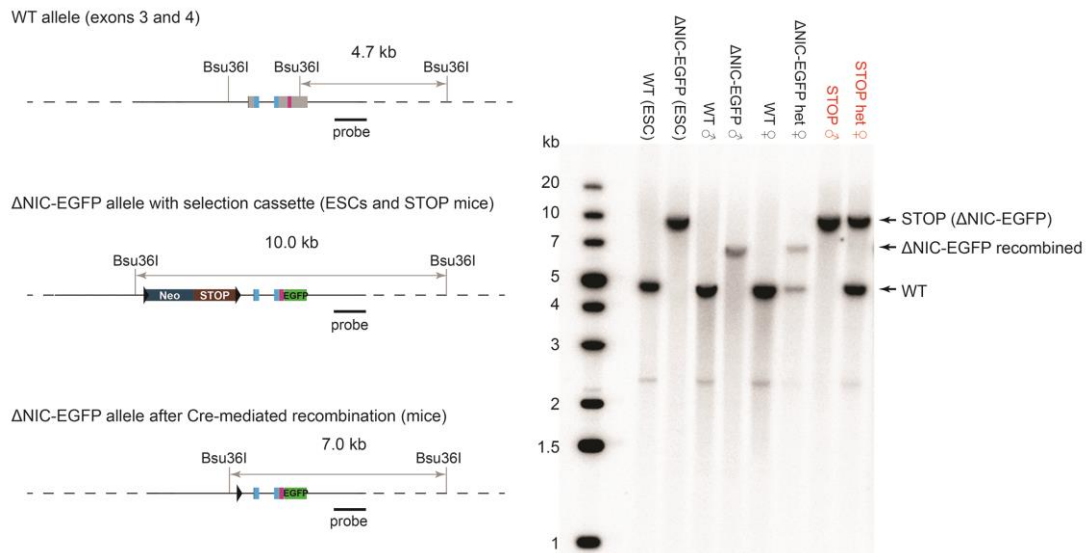 WT allele (exons 3 and 4)
4.7 kb
Bsu36I Bsu36I Bsu36I
probe
ΔNIC-EGFP allele with selection cassette (ESCs and STOP mice)
10.0 kb
Bsu36I Bsu36I
Neo STOP EGFP
probe
ΔNIC-EGFP allele after Cre-mediated recombination (mice)
7.0 kb
Bsu36I Bsu36I
EGFP
probe
WT (ESC)
ΔNIC-EGFP (ESC)
WT ♂
ΔNIC-EGFP ♂
WT ♀
ΔNIC-EGFP het ♀
STOP ♂
STOP het ♀
kb
20
10
7
5
4
3
2
1.5
1
STOP (ΔNIC-EGFP)
ΔNIC-EGFP recombined
WT